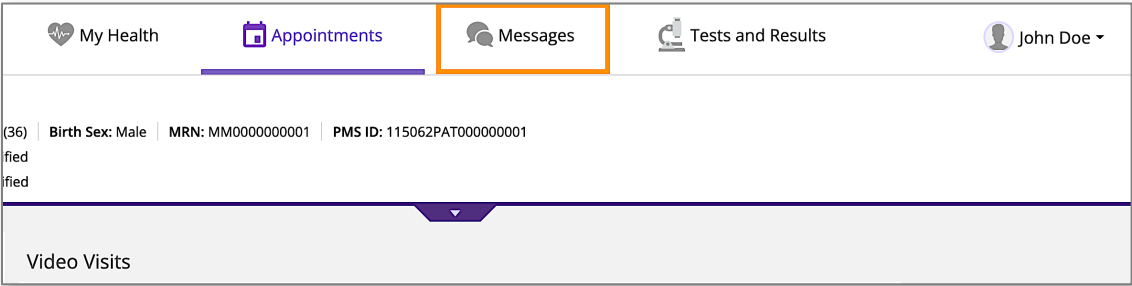 My Health Appointments Messages Tests and Results John Doe
(36) Birth Sex: Male MRN: MM0000000001 PMS ID: 115062PAT000000001
ified
ified
Video Visits